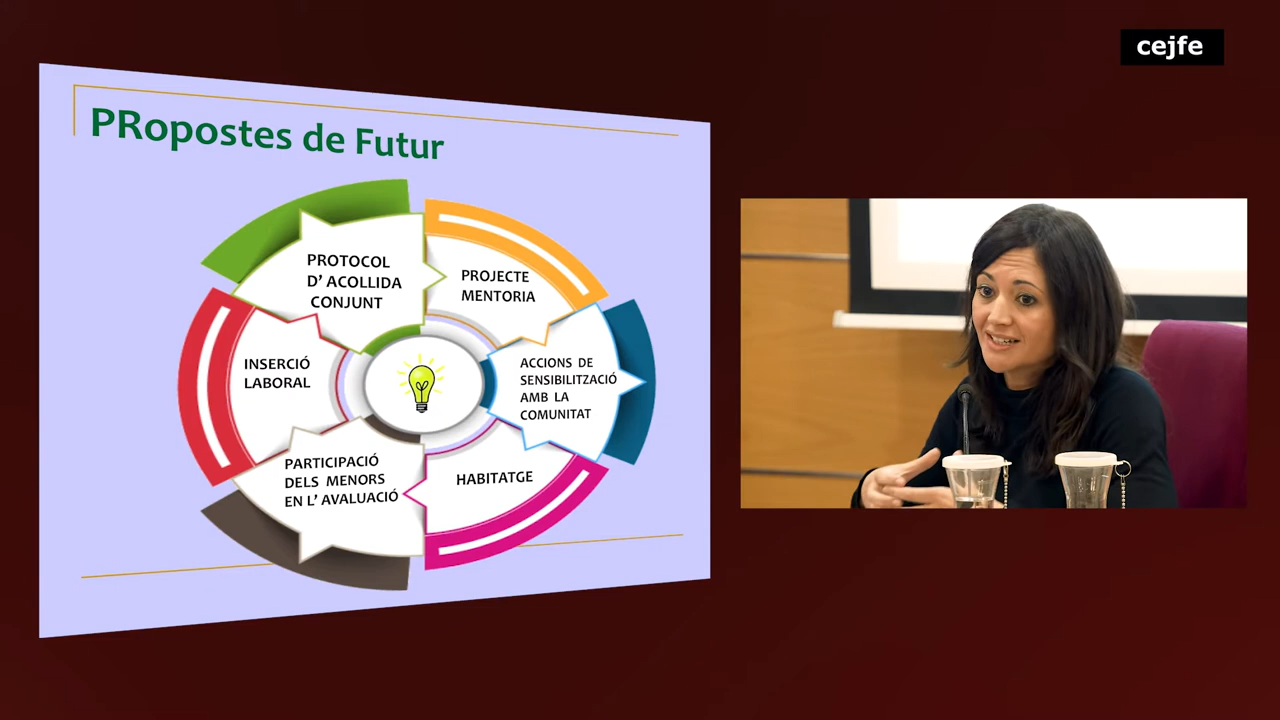 cejfe
PRopostes de Futur
PROTOCOL
D' ACOLLIDA
CONJUNT
PROJECTE
MENTORIA
ACCIONS DE
SENSIBILITZACIÓ
AMB LA
COMUNITAT
HABITATGE
PARTICIPACIÓ
DELS MENORS
EN L' AVALUACIÓ
INSERCIÓ
LABORAL